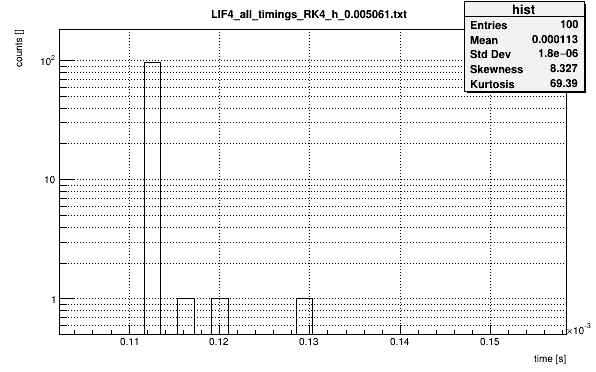 LIF4_all_timings_RK4_h_0.005061.txt
hist
Entries 100
Mean 0.000113
Std Dev 1.8e−06
Skewness 8.327
Kurtosis 69.39
counts []
10²
10
1
0.11 0.12 0.13 0.14 0.15
×10⁻³
time [s]